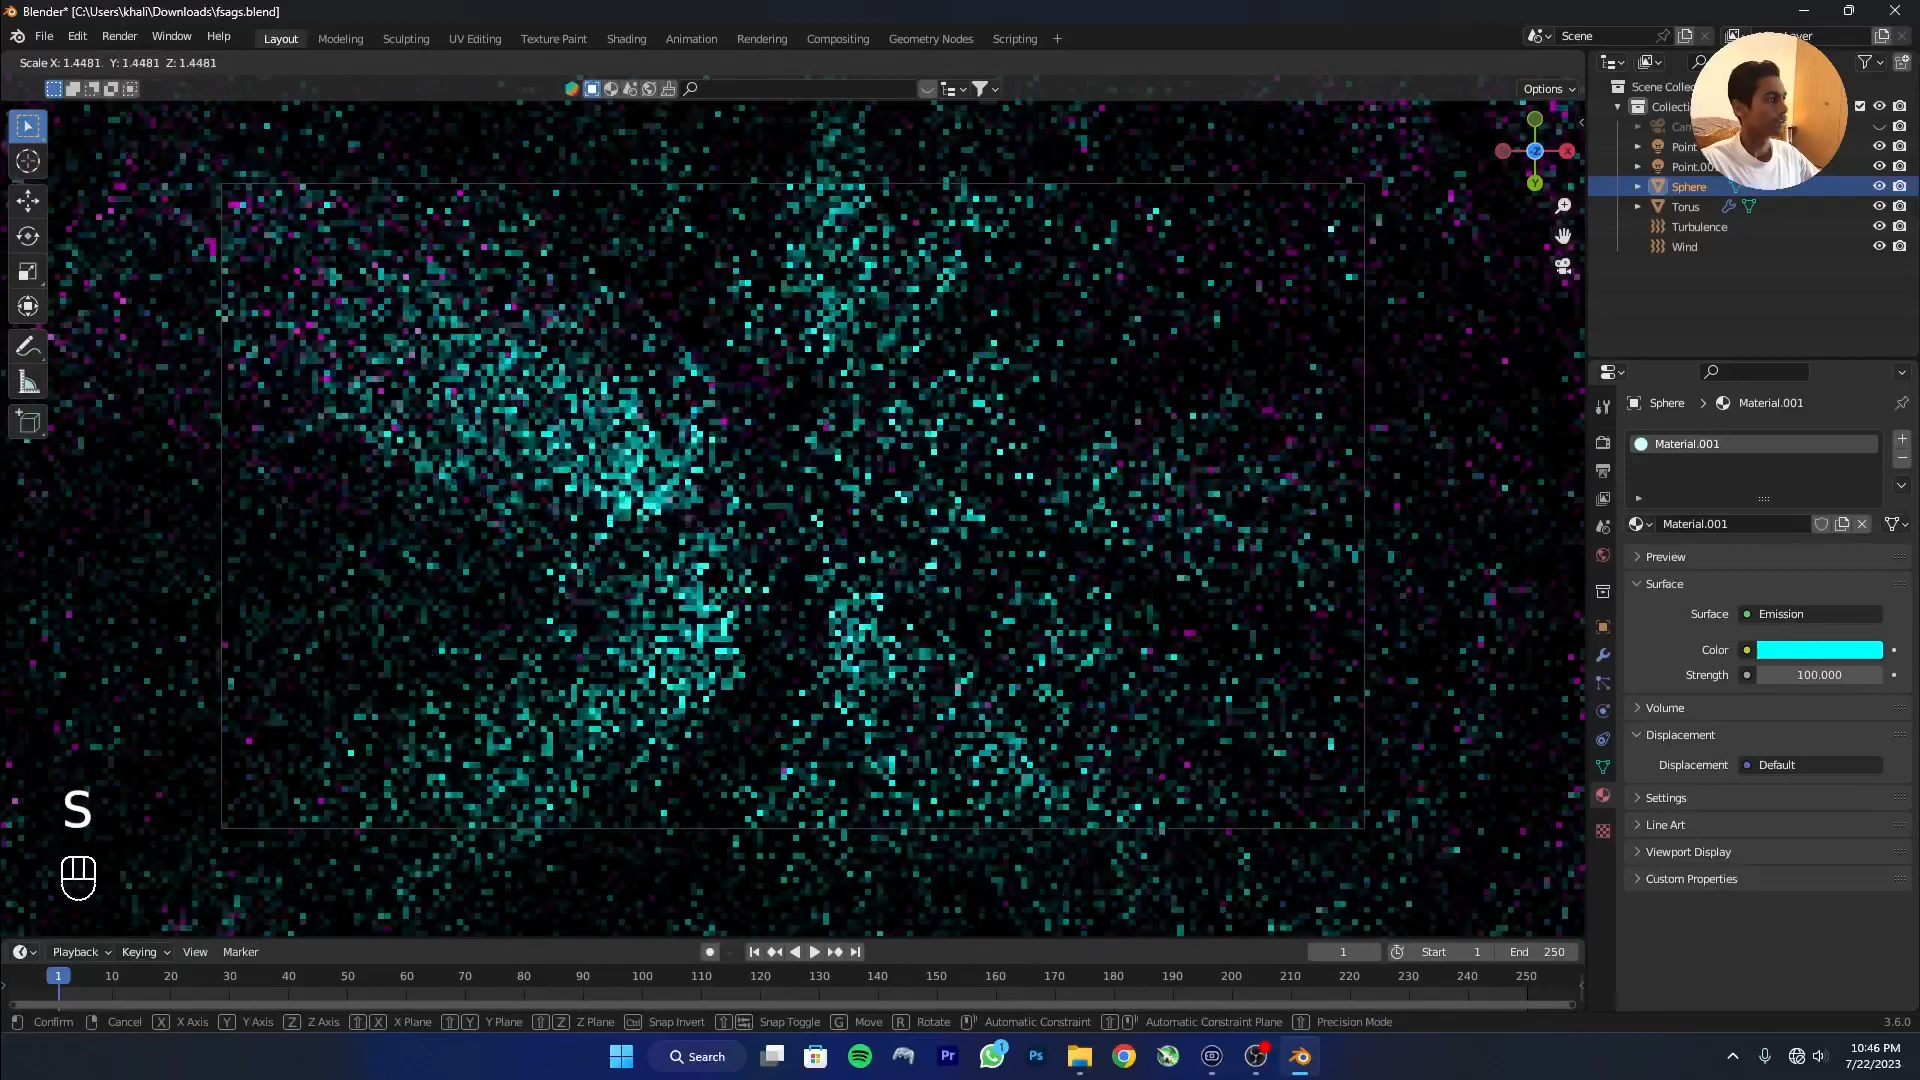 Blender* [C:\Users\khali\Downloads\fsags.blend]
File Edit Render Window Help
Layout Modeling Sculpting UV Editing Texture Paint Shading Animation Rendering Compositing Geometry Nodes Scripting
Scene
Scale X: 1.4481 Y: 1.4481 Z: 1.4481
Options
Scene Collec
Collecti
Point
Point.00
Sphere
Torus
Turbulence
Wind
X
Y
Z
Sphere > Material.001
Material.001
Material.001
Preview
Surface
Surface Emission
Color
Strength 100.000
Volume
Displacement
Displacement Default
Settings
Line Art
Viewport Display
Custom Properties
S
Playback Keying View Marker
1 Start 1 End 250
1 10 20 30 40 50 60 70 80 90 100 110 120 130 140 150 160 170 180 190 200 210 220 230 240 250
Confirm Cancel X X Axis Y Y Axis Z Z Axis X X Plane Y Y Plane Z Z Plane Ctrl Snap Invert Snap Toggle G Move R Rotate Automatic Constraint Automatic Constraint Plane Precision Mode 3.6.0
Search
Pr
1
Ps
10:46 PM
7/22/2023